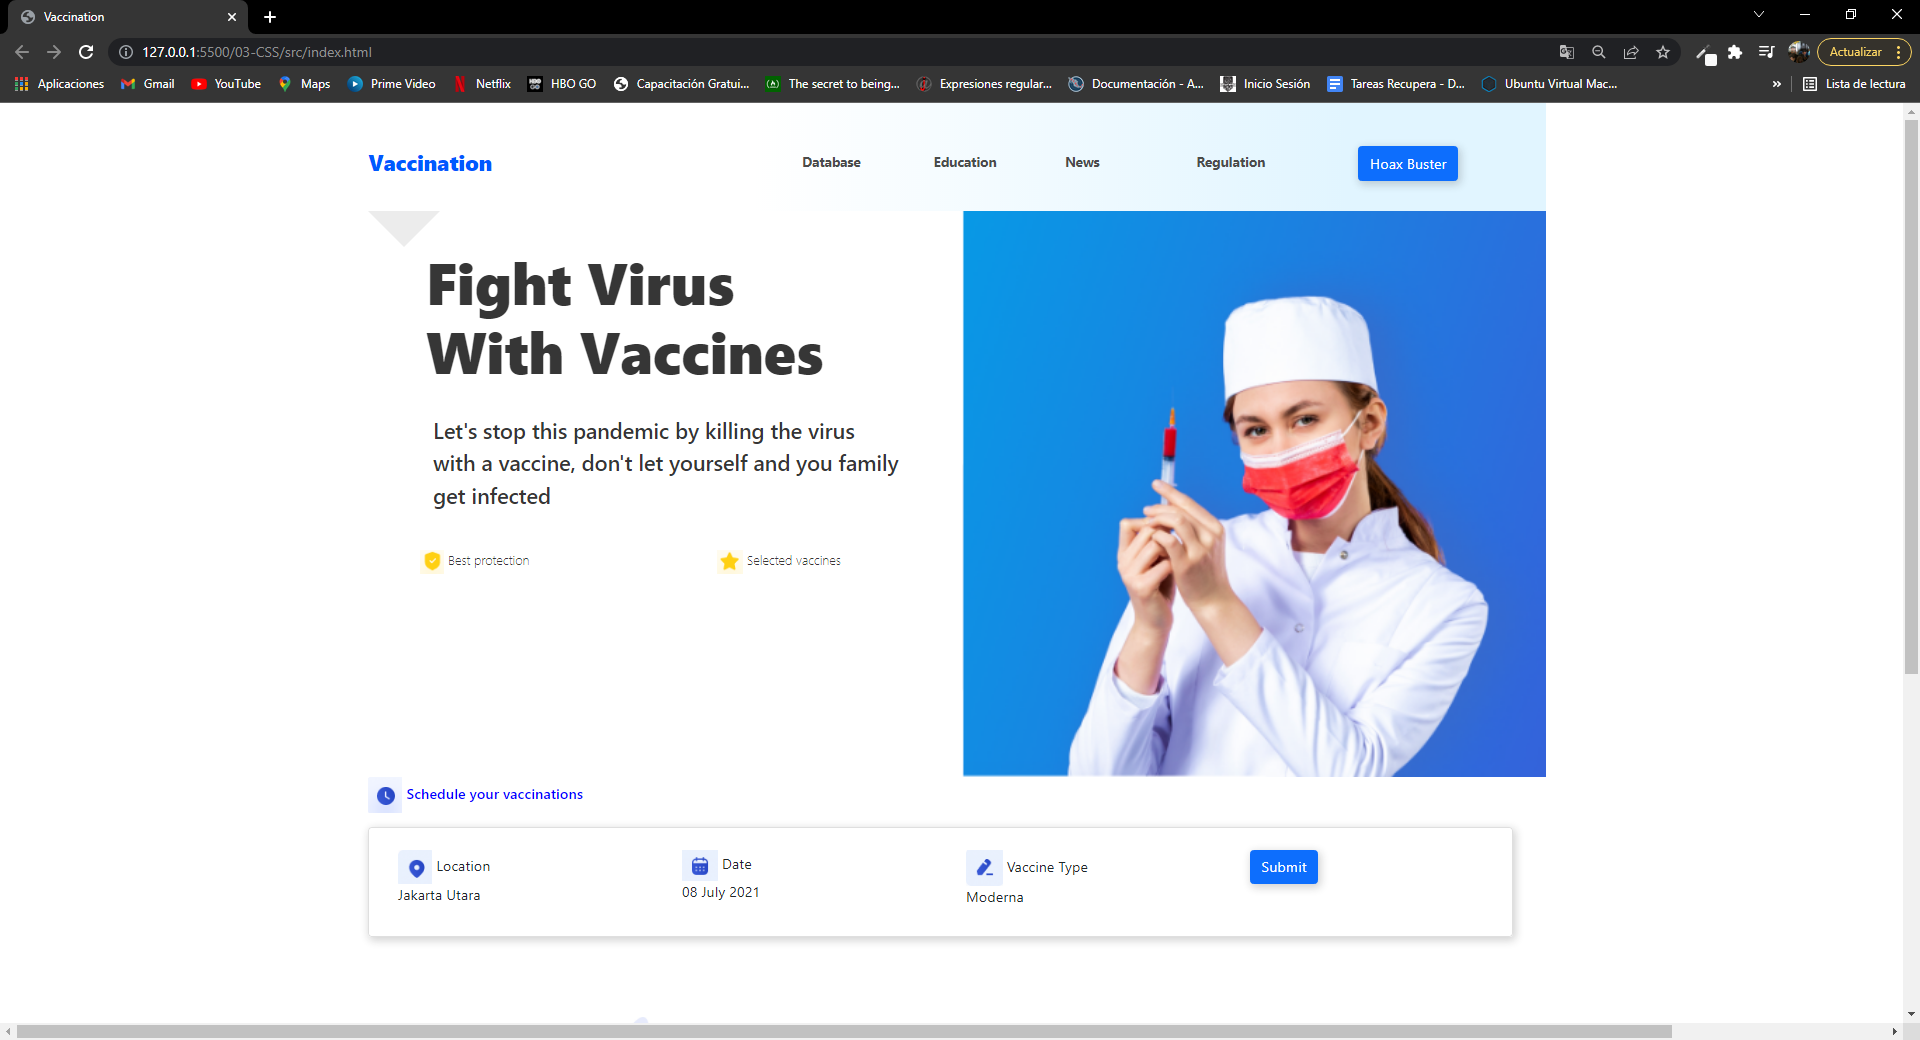 Vaccination
127.0.0.1:5500/03-CSS/src/index.html
Actualizar
Aplicaciones
Gmail
YouTube
Maps
Prime Video
Netflix
HBO GO
Capacitación Gratui...
The secret to being...
Expresiones regular...
Documentación - A...
Inicio Sesión
Tareas Recupera - D...
Ubuntu Virtual Mac...
»
Lista de lectura
Vaccination
Database
Education
News
Regulation
Hoax Buster
Fight Virus
With Vaccines
Let's stop this pandemic by killing the virus
with a vaccine, don't let yourself and you family
get infected
Best protection
Selected vaccines
Schedule your vaccinations
Location
Jakarta Utara
Date
08 July 2021
Vaccine Type
Moderna
Submit